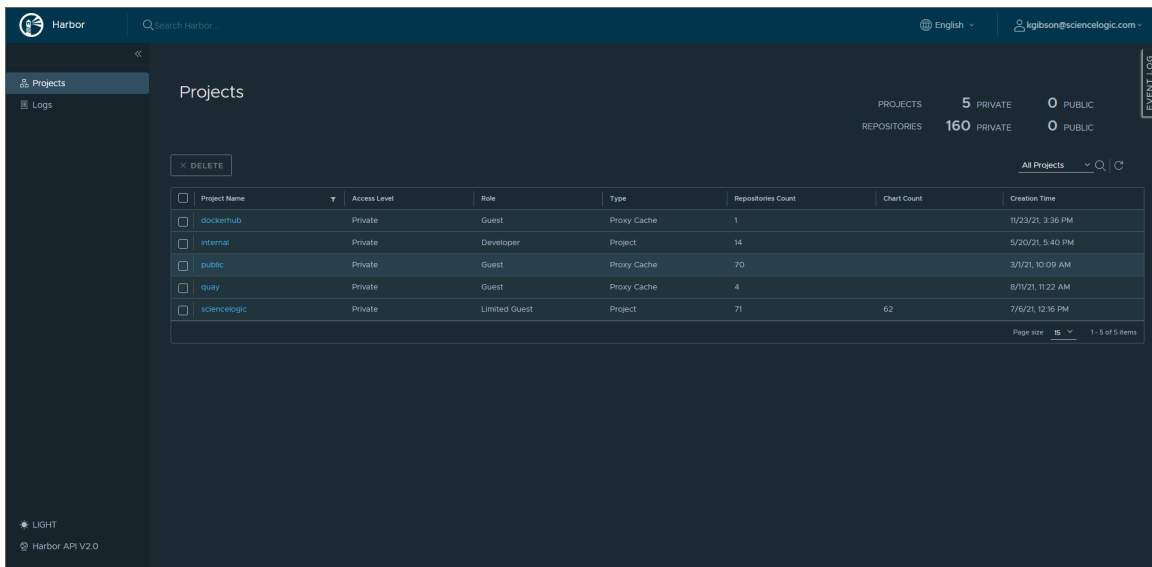 Harbor
Search Harbor...
English
kgibson@sciencelogic.com
EVENT LOG
Projects
Logs
Projects
PROJECTS 5 PRIVATE 0 PUBLIC
REPOSITORIES 160 PRIVATE 0 PUBLIC
× DELETE
All Projects
Project Name Access Level Role Type Repositories Count Chart Count Creation Time
dockerhub Private Guest Proxy Cache 1 11/23/21, 3:36 PM
internal Private Developer Project 14 5/20/21, 5:40 PM
public Private Guest Proxy Cache 70 3/1/21, 10:09 AM
quay Private Guest Proxy Cache 4 8/11/21, 11:22 AM
sciencelogic Private Limited Guest Project 71 62 7/6/21, 12:16 PM
Page size 15 1 - 5 of 5 items
LIGHT
Harbor API V2.0